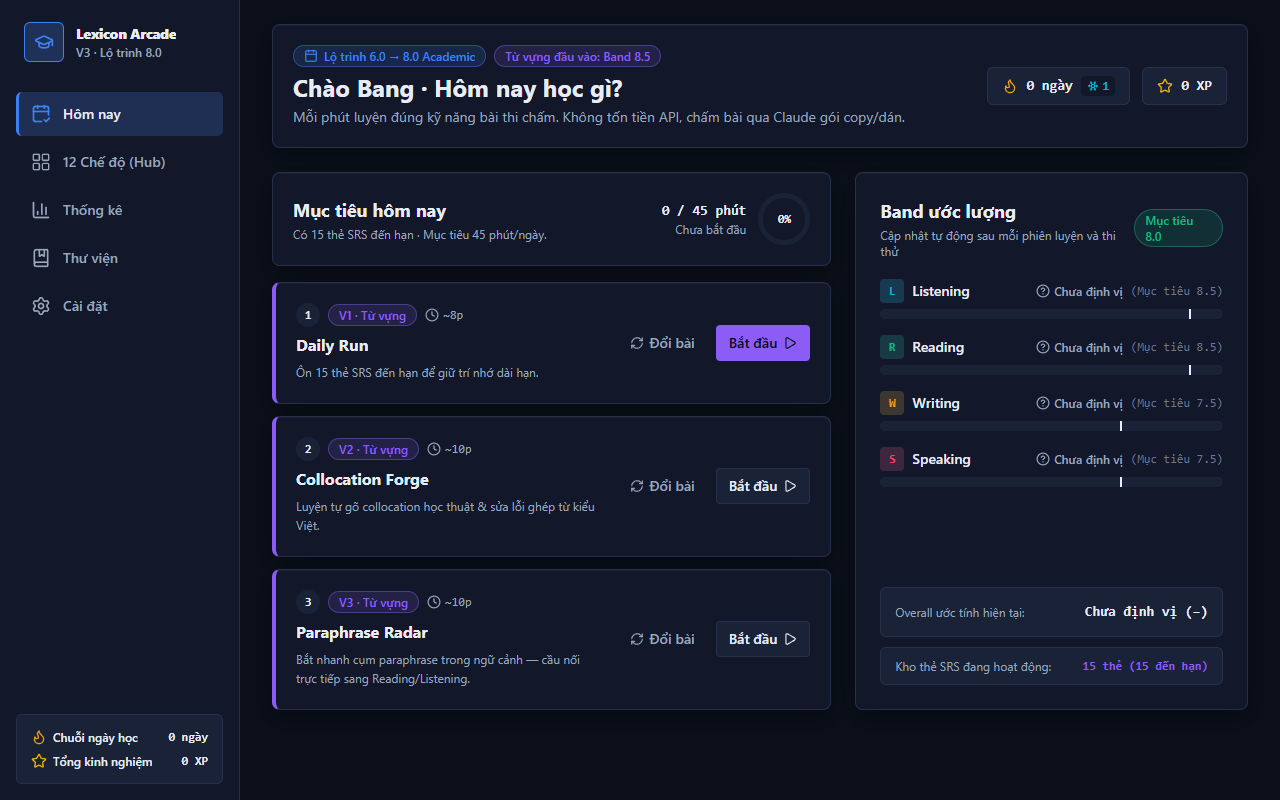 Lexicon Arcade
V3 · Lộ trình 8.0
Hôm nay
12 Chế độ (Hub)
Thống kê
Thư viện
Cài đặt
Chuỗi ngày học 0 ngày
Tổng kinh nghiệm 0 XP
Lộ trình 6.0 → 8.0 Academic
Từ vựng đầu vào: Band 8.5
Chào Bang · Hôm nay học gì?
Mỗi phút luyện đúng kỹ năng bài thi chấm. Không tốn tiền API, chấm bài qua Claude gói copy/dán.
0 ngày 1
0 XP
Mục tiêu hôm nay
Có 15 thẻ SRS đến hạn · Mục tiêu 45 phút/ngày.
0 / 45 phút
Chưa bắt đầu
0%
1 V1 · Từ vựng ~8p
Daily Run
Ôn 15 thẻ SRS đến hạn để giữ trí nhớ dài hạn.
Đổi bài
Bắt đầu
2 V2 · Từ vựng ~10p
Collocation Forge
Luyện tự gõ collocation học thuật & sửa lỗi ghép từ kiểu
Việt.
Đổi bài
Bắt đầu
3 V3 · Từ vựng ~10p
Paraphrase Radar
Bắt nhanh cụm paraphrase trong ngữ cảnh — cầu nối
trực tiếp sang Reading/Listening.
Đổi bài
Bắt đầu
Band ước lượng
Cập nhật tự động sau mỗi phiên luyện và thi
thử
Mục tiêu
8.0
L Listening Chưa định vị (Mục tiêu 8.5)
R Reading Chưa định vị (Mục tiêu 8.5)
W Writing Chưa định vị (Mục tiêu 7.5)
S Speaking Chưa định vị (Mục tiêu 7.5)
Overall ước tính hiện tại: Chưa định vị (–)
Kho thẻ SRS đang hoạt động: 15 thẻ (15 đến hạn)